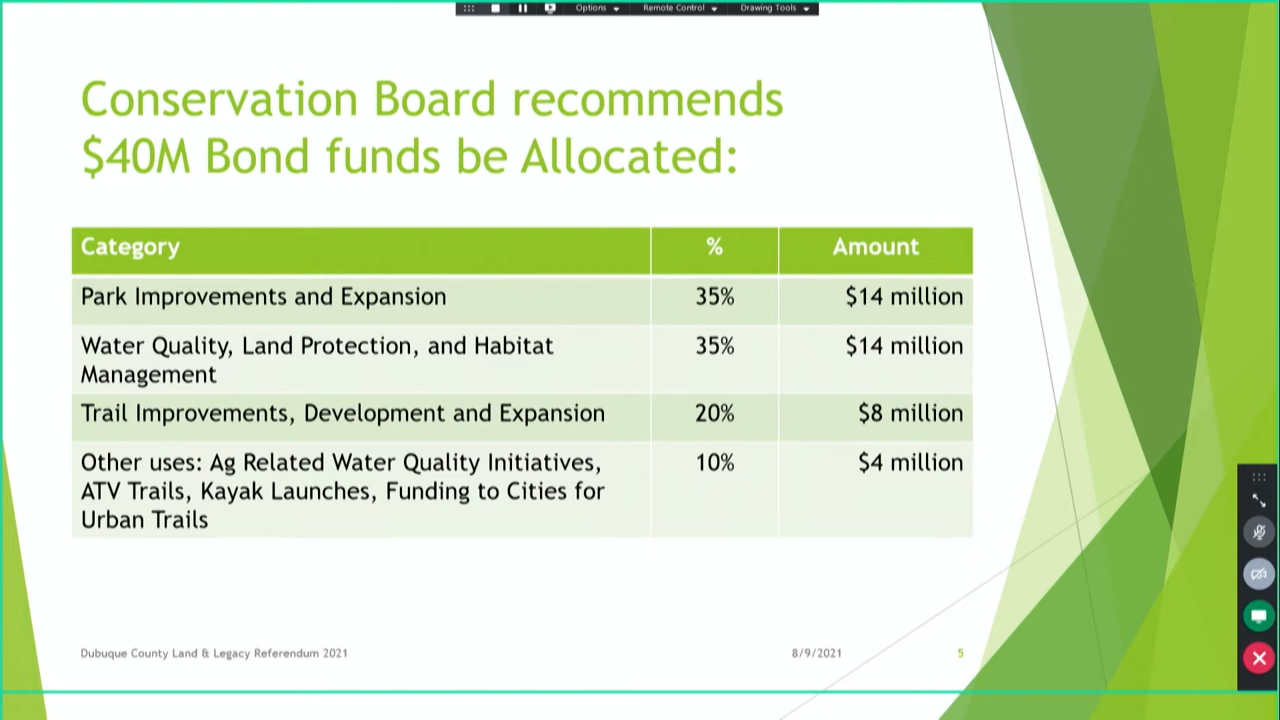 Options
Remote Control
Drawing Tools
Conservation Board recommends
$40M Bond funds be Allocated:
Category % Amount
Park Improvements and Expansion 35% $14 million
Water Quality, Land Protection, and Habitat 35% $14 million
Management
Trail Improvements, Development and Expansion 20% $8 million
Other uses: Ag Related Water Quality Initiatives, 10% $4 million
ATV Trails, Kayak Launches, Funding to Cities for
Urban Trails
Dubuque County Land & Legacy Referendum 2021 8/9/2021 5